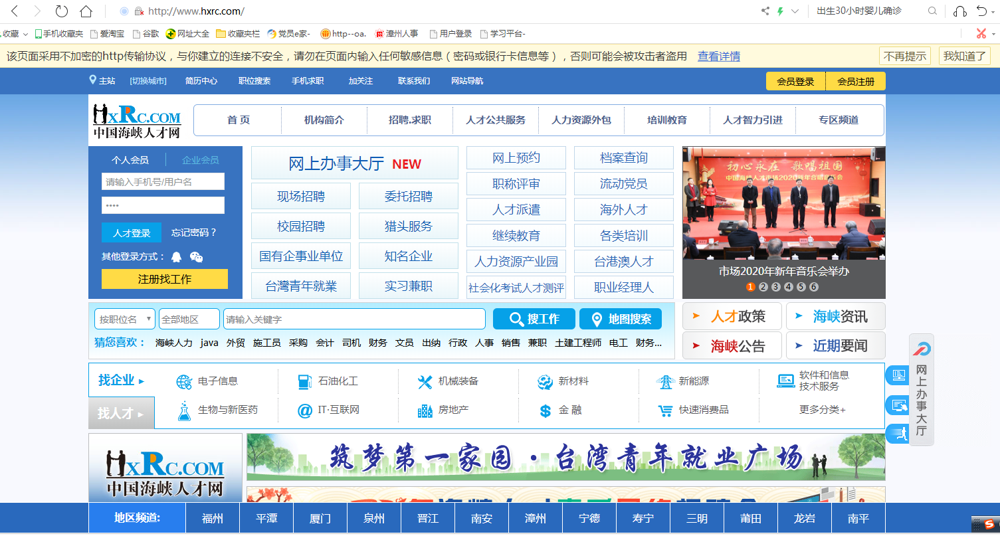 http://www.hxrc.com/
出生30小时婴儿确诊
收藏 手机收藏夹 爱淘宝 谷歌 网址大全 收藏夹栏 党员e家- http--oa. 漳州人事 用户登录 学习平台-
该页面采用不加密的http传输协议，与你建立的连接不安全，请勿在页面内输入任何敏感信息（密码或银行卡信息等），否则可能会被攻击者盗用 查看详情 不再提示 我知道了
主站 [切换城市] 简历中心 职位搜索 手机求职 加关注 联系我们 网站导航 会员登录 会员注册
HxRc.com
中国海峡人才网
首 页 机构简介 招聘.求职 人才公共服务 人力资源外包 培训教育 人才智力引进 专区频道
个人会员 企业会员
请输入手机号/用户名
••••
人才登录 忘记密码？
其他登录方式：
注册找工作
网上办事大厅 NEW
现场招聘 委托招聘
校园招聘 猎头服务
国有企事业单位 知名企业
台灣青年就業 实习兼职
网上预约 档案查询
职称评审 流动党员
人才派遣 海外人才
继续教育 各类培训
人力资源产业园 台港澳人才
社会化考试人才测评 职业经理人
初心永在 歌唱祖国
中国海峡人才市场2020新年合唱音乐会
市场2020年新年音乐会举办
1 2 3 4 5 6
按职位名 全部地区 请输入关键字 搜工作 地图搜索
猜您喜欢： 海峡人力 java 外贸 施工员 采购 会计 司机 财务 文员 出纳 行政 人事 销售 兼职 土建工程师 电工 财务...
人才政策 海峡资讯
海峡公告 近期要闻
找企业
电子信息 石油化工 机械装备 新材料 新能源 软件和信息
技术服务
找人才
生物与新医药 IT·互联网 房地产 金 融 快速消费品 更多分类+
网上办事大厅
HxRc.com
中国海峡人才网
筑梦第一家园·台湾青年就业广场
地区频道: 福州 平潭 厦门 泉州 晋江 南安 漳州 宁德 寿宁 三明 莆田 龙岩 南平